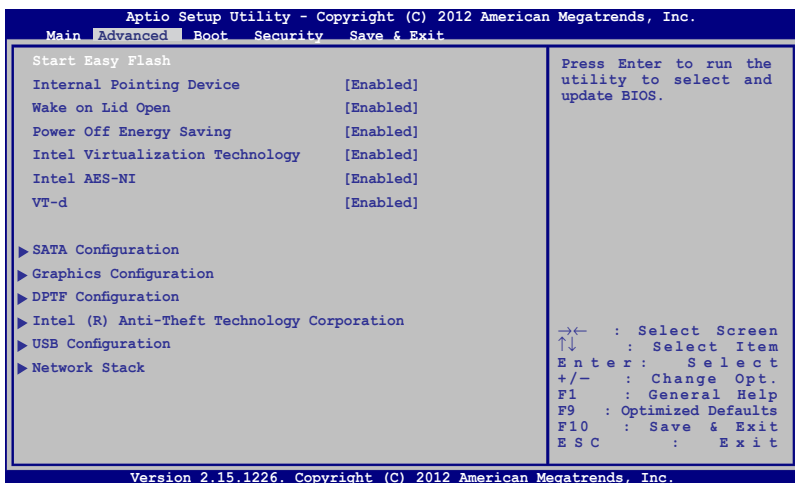 Aptio Setup Utility - Copyright (C) 2012 American Megatrends, Inc.
Main Advanced Boot Security Save & Exit
Start Easy Flash
Internal Pointing Device [Enabled]
Wake on Lid Open [Enabled]
Power Off Energy Saving [Enabled]
Intel Virtualization Technology [Enabled]
Intel AES-NI [Enabled]
VT-d [Enabled]
SATA Configuration
Graphics Configuration
DPTF Configuration
Intel (R) Anti-Theft Technology Corporation
USB Configuration
Network Stack
Press Enter to run the
utility to select and
update BIOS.
→← : Select Screen
↑↓ : Select Item
Enter: Select
+/— : Change Opt.
F1 : General Help
F9 : Optimized Defaults
F10 : Save & Exit
ESC : Exit
Version 2.15.1226. Copyright (C) 2012 American Megatrends, Inc.